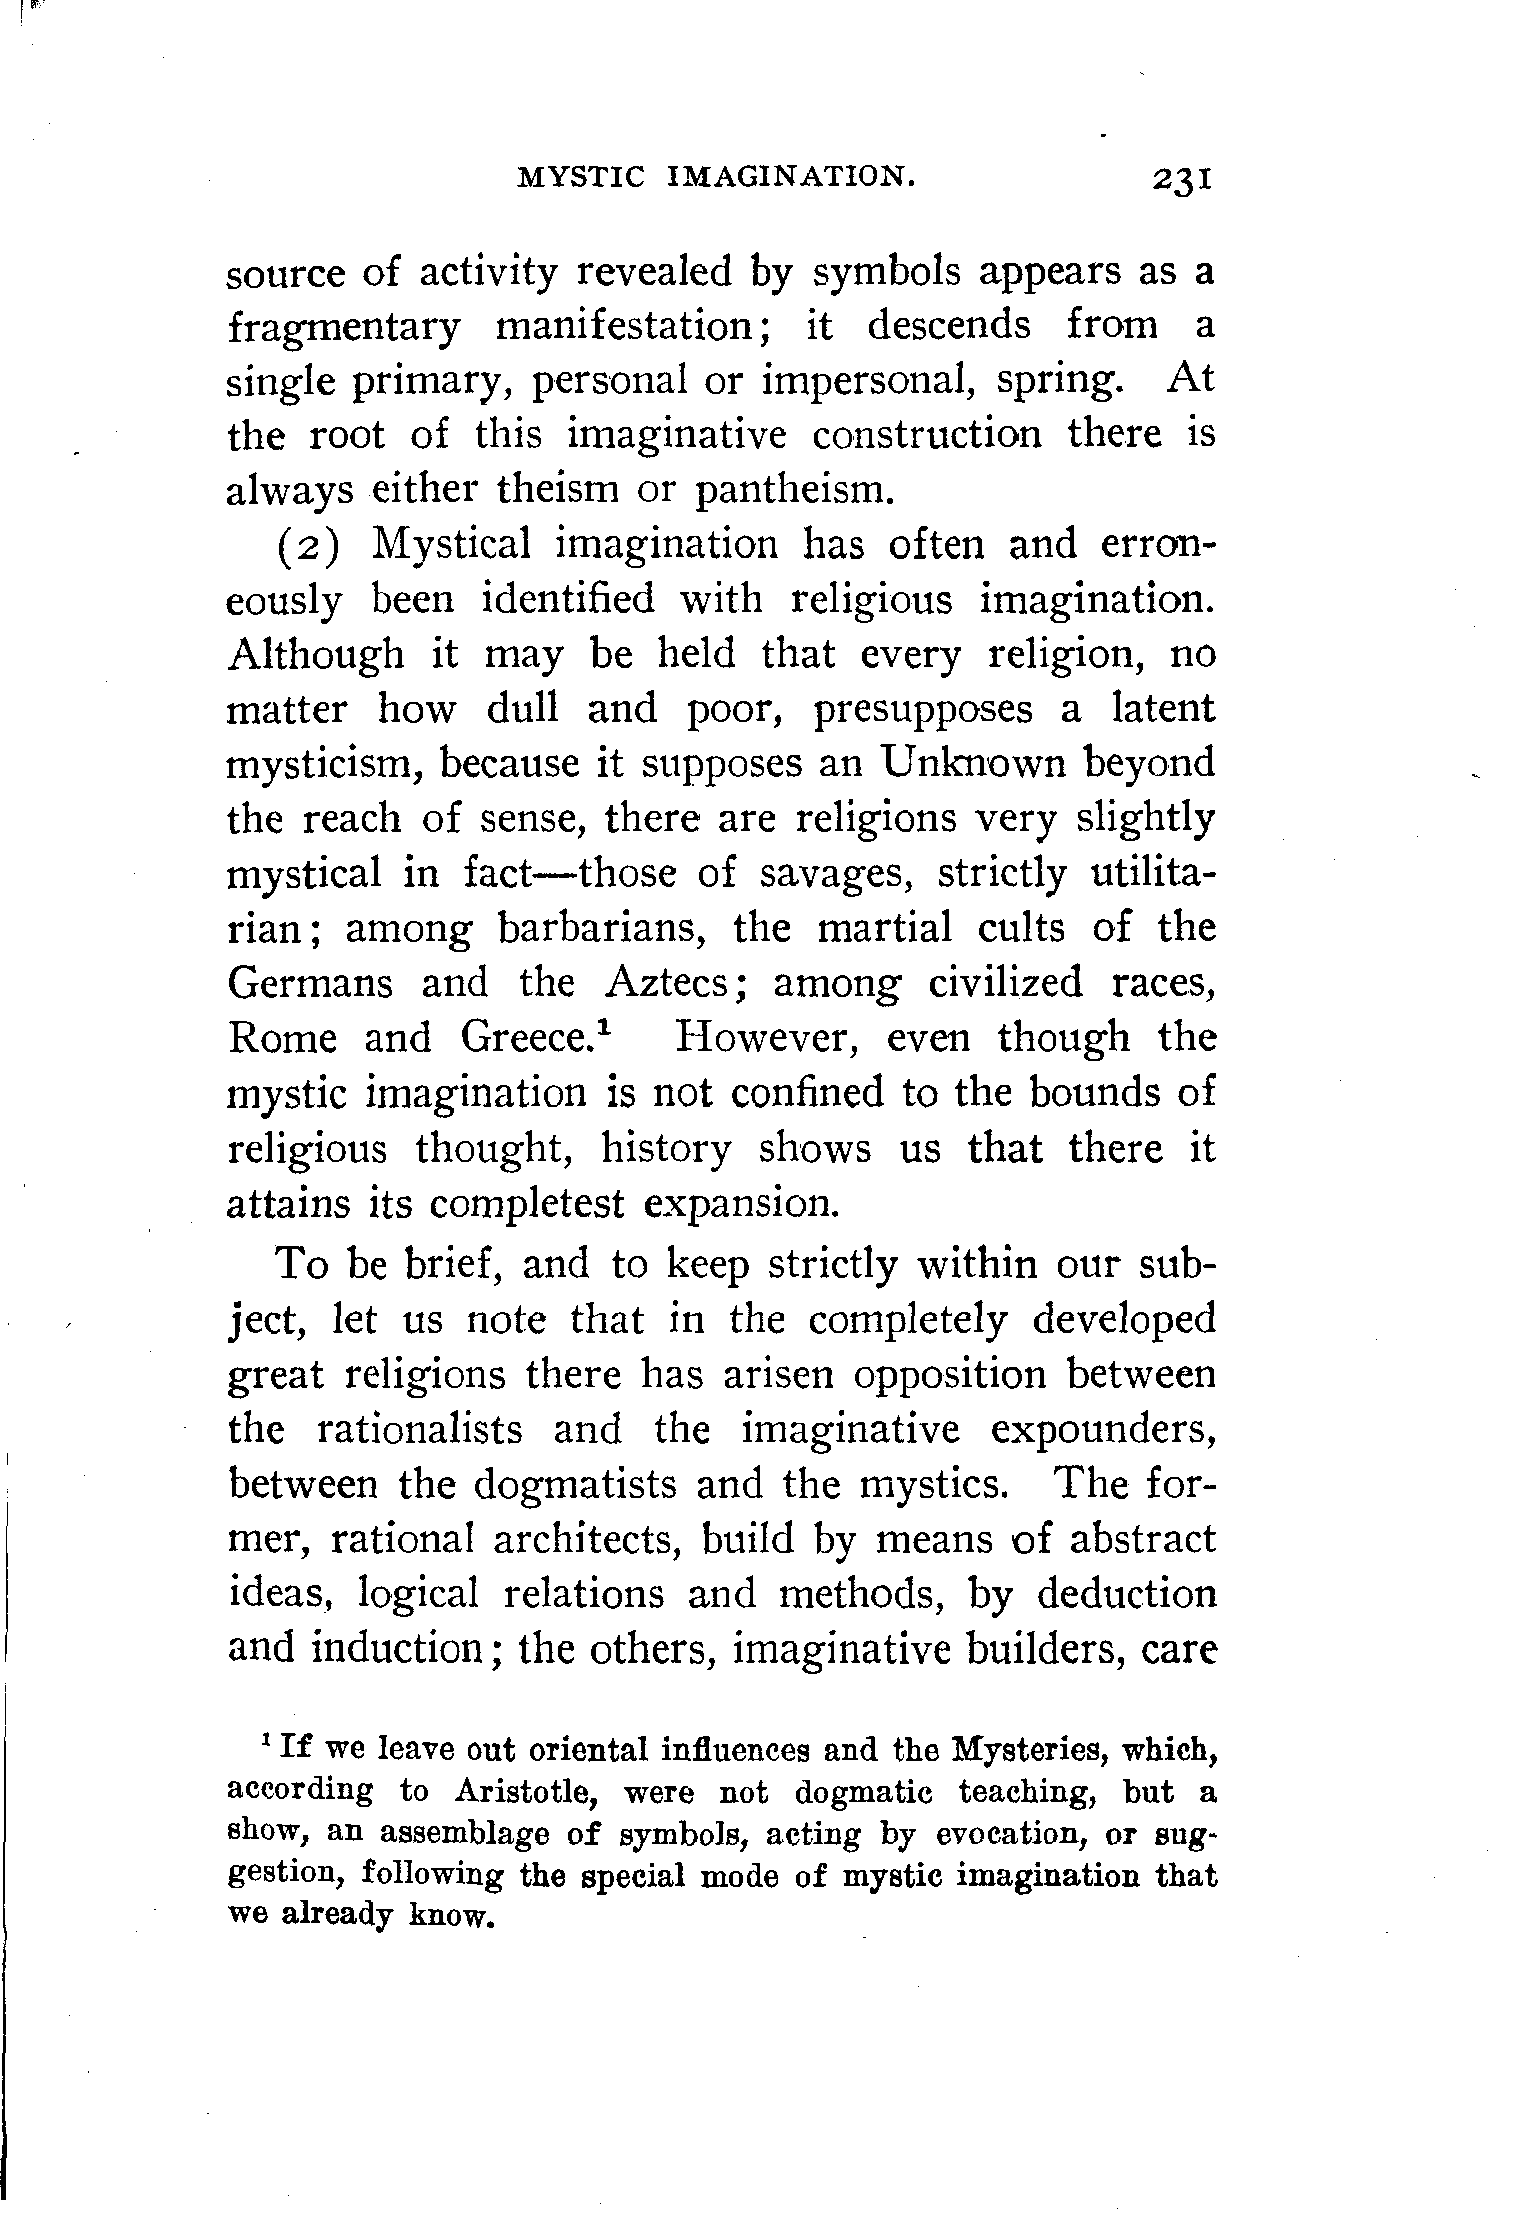 MYSTIC IMAGINATION. 231
source of activity revealed by symbols appears as a
fragmentary manifestation; it descends from a
single primary, personal or impersonal, spring. At
the root of this imaginative construction there is
always either theism or pantheism.
(2) Mystical imagination has often and erron-
eously been identified with religious imagination.
Although it may be held that every religion, no
matter how dull and poor, presupposes a latent
mysticism, because it supposes an Unknown beyond
the reach of sense, there are religions very slightly
mystical in fact—those of savages, strictly utilita-
rian; among barbarians, the martial cults of the
Germans and the Aztecs; among civilized races,
Rome and Greece.¹ However, even though the
mystic imagination is not confined to the bounds of
religious thought, history shows us that there it
attains its completest expansion.
To be brief, and to keep strictly within our sub-
ject, let us note that in the completely developed
great religions there has arisen opposition between
the rationalists and the imaginative expounders,
between the dogmatists and the mystics. The for-
mer, rational architects, build by means of abstract
ideas, logical relations and methods, by deduction
and induction; the others, imaginative builders, care
¹ If we leave out oriental influences and the Mysteries, which,
according to Aristotle, were not dogmatic teaching, but a
show, an assemblage of symbols, acting by evocation, or sug-
gestion, following the special mode of mystic imagination that
we already know.